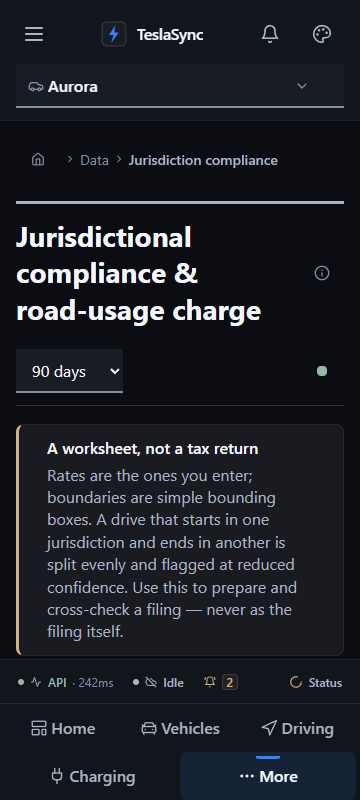 TeslaSync
Aurora
Data
Jurisdiction compliance
Jurisdictional
compliance &
road-usage charge
90 days
A worksheet, not a tax return
Rates are the ones you enter;
boundaries are simple bounding
boxes. A drive that starts in one
jurisdiction and ends in another is
split evenly and flagged at reduced
confidence. Use this to prepare and
cross-check a filing — never as the
filing itself.
API · 242ms
Idle
2
Status
Home
Vehicles
Driving
Charging
More